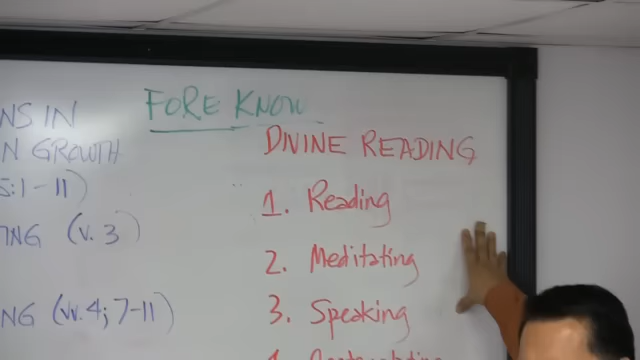 FORE KNOW
NS IN
N GROWTH
5:1-11)
NG (v. 3)
NG (vv. 4; 7-11)
DIVINE READING
1. Reading
2. Meditating
3. Speaking